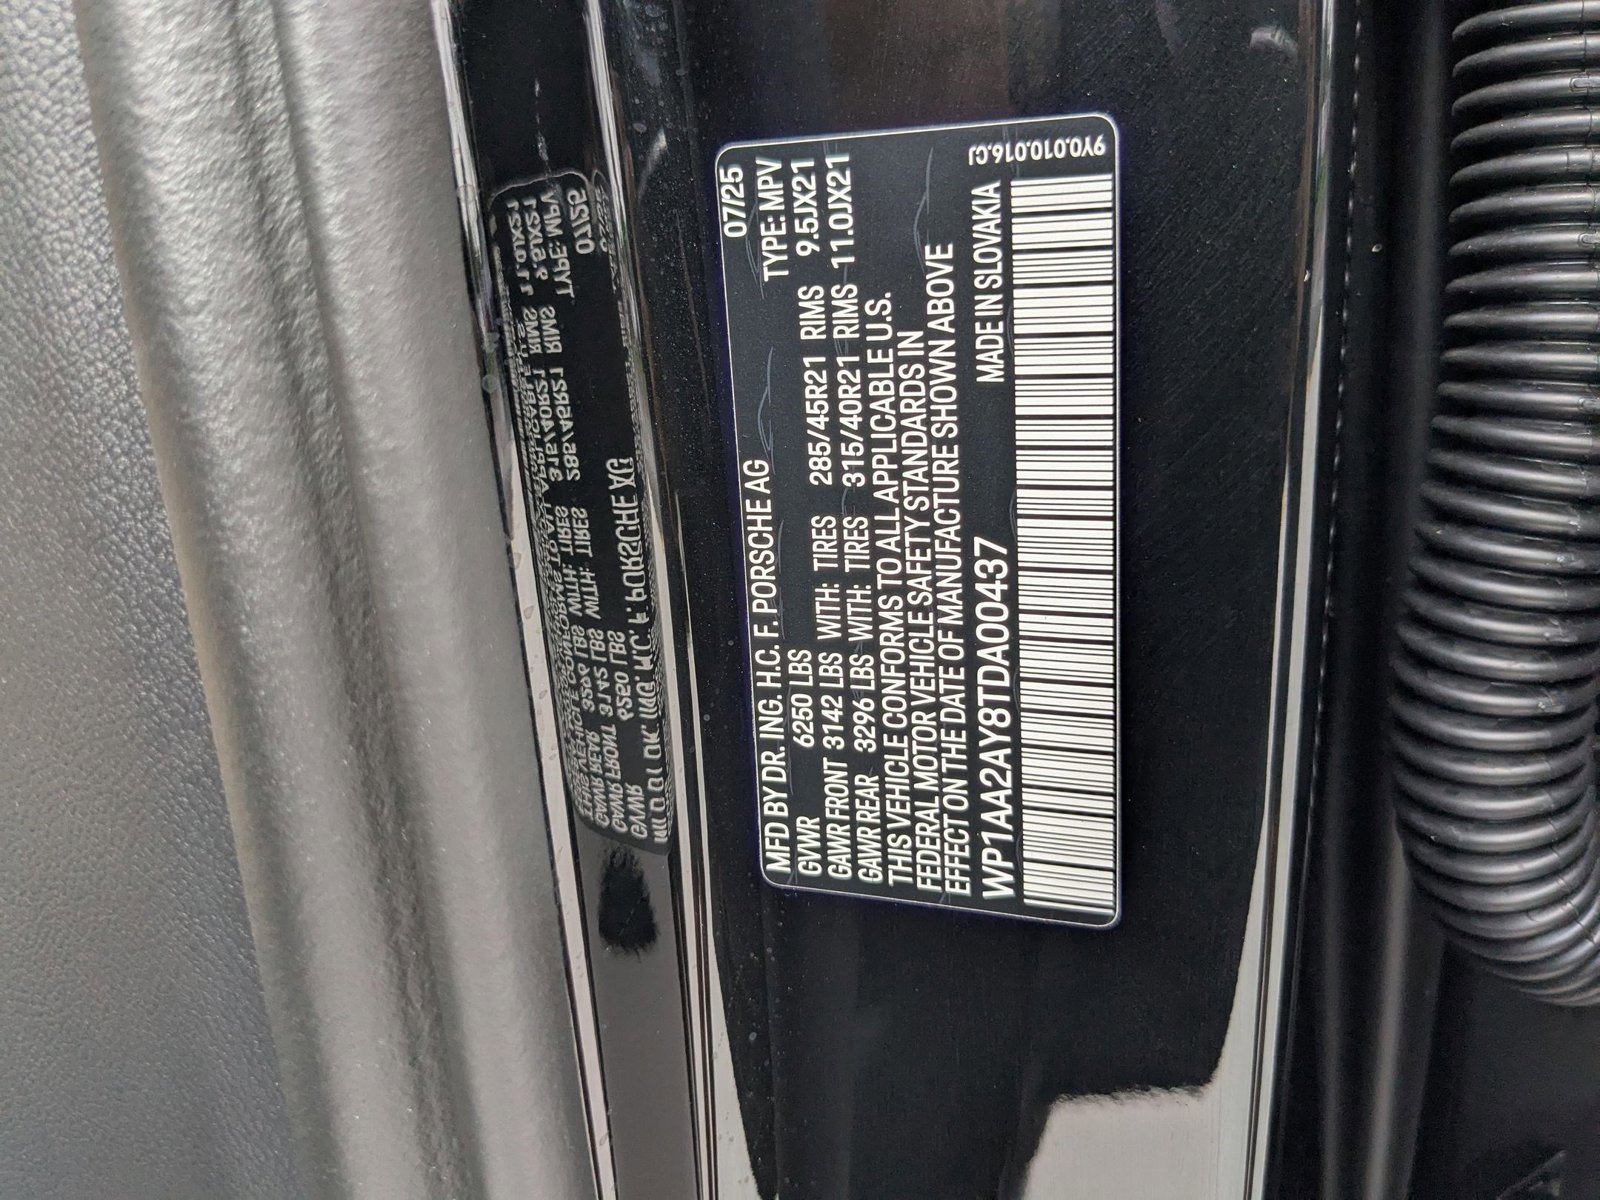 MFD BY DR. ING. H.C. F. PORSCHE AG 07/25
GVWR 6250 LBS TYPE: MPV
GAWR FRONT 3142 LBS WITH: TIRES 285/45R21 RIMS 9.5JX21
GAWR REAR 3296 LBS WITH: TIRES 315/40R21 RIMS 11.0JX21
THIS VEHICLE CONFORMS TO ALL APPLICABLE U.S.
FEDERAL MOTOR VEHICLE SAFETY STANDARDS IN
EFFECT ON THE DATE OF MANUFACTURE SHOWN ABOVE
WP1AA2AY8TDA00437 MADE IN SLOVAKIA
9Y0.010.016.CJ